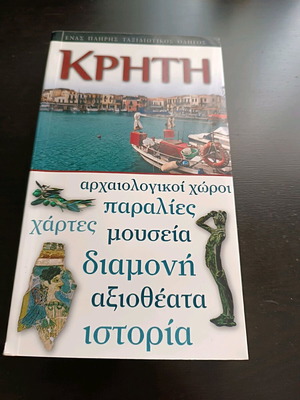 ΕΝΑΣ ΠΛΗΡΗΣ ΤΑΞΙΔΙΩΤΙΚΟΣ ΟΔΗΓΟΣ
ΚΡΗΤΗ
αρχαιολογικοί χώροι
παραλίες
χάρτες
μουσεία
διαμονή
αξιοθέατα
ιστορία